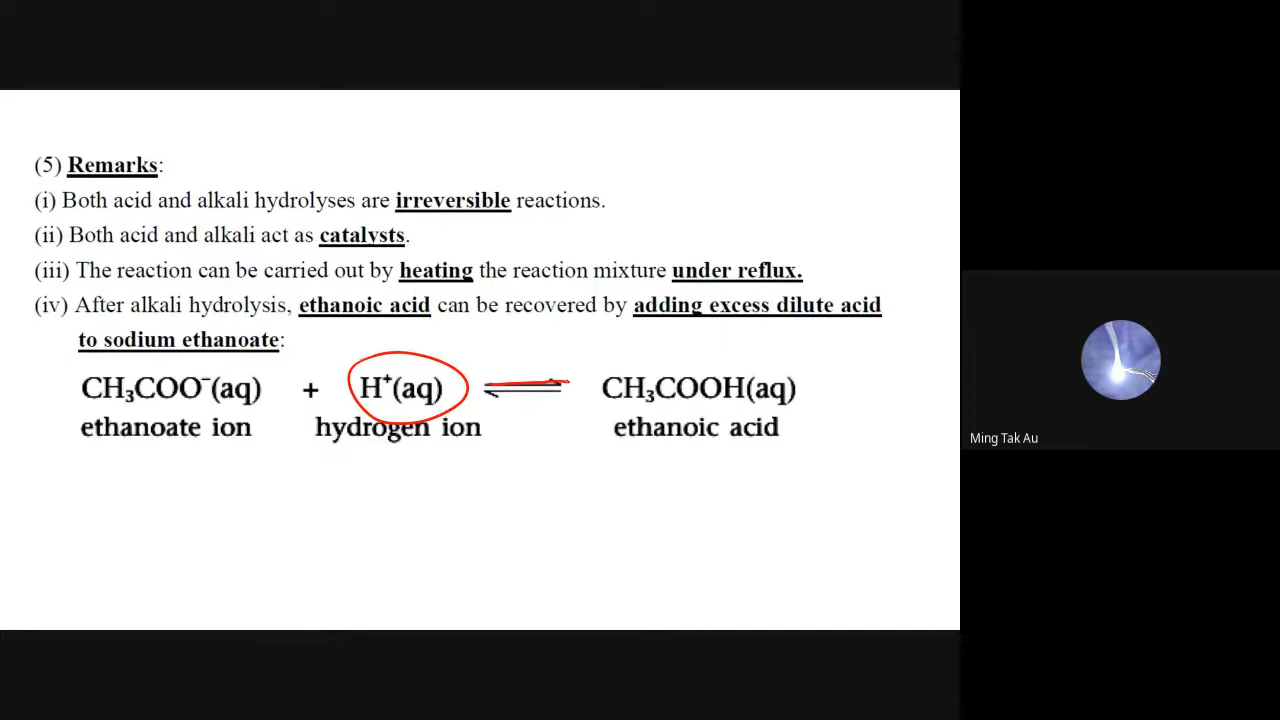 (5) Remarks:
(i) Both acid and alkali hydrolyses are irreversible reactions.
(ii) Both acid and alkali act as catalysts.
(iii) The reaction can be carried out by heating the reaction mixture under reflux.
(iv) After alkali hydrolysis, ethanoic acid can be recovered by adding excess dilute acid
to sodium ethanoate:
CH₃COO⁻(aq) + H⁺(aq) ⇌ CH₃COOH(aq)
ethanoate ion hydrogen ion ethanoic acid
Ming Tak Au